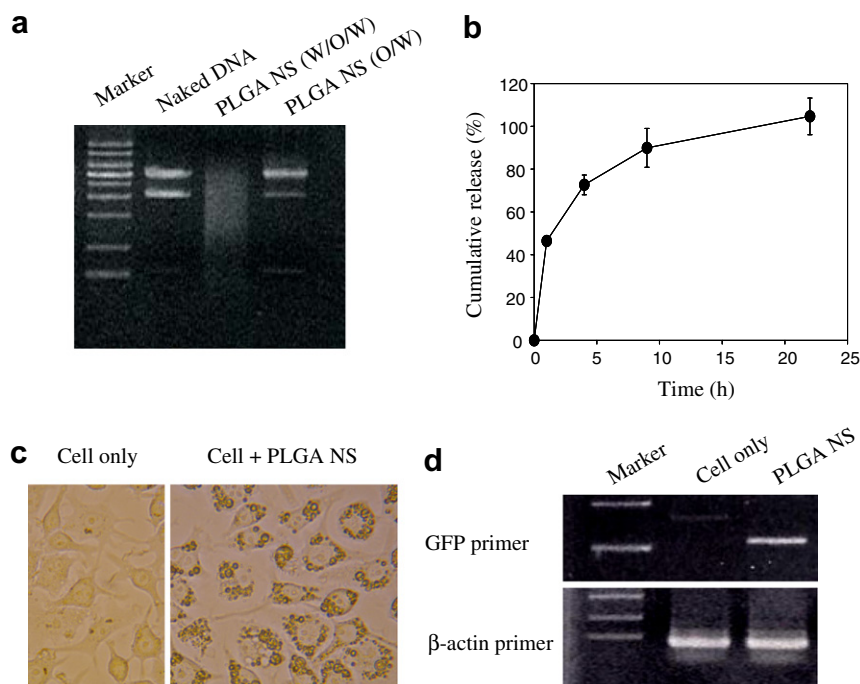 a
Marker
Naked DNA
PLGA NS (W/O/W)
PLGA NS (O/W)
b
120
100
80
60
40
20
0
Cumulative release (%)
0 5 10 15 20 25
Time (h)
c
Cell only
Cell + PLGA NS
d
Marker
Cell only
PLGA NS
GFP primer
β-actin primer